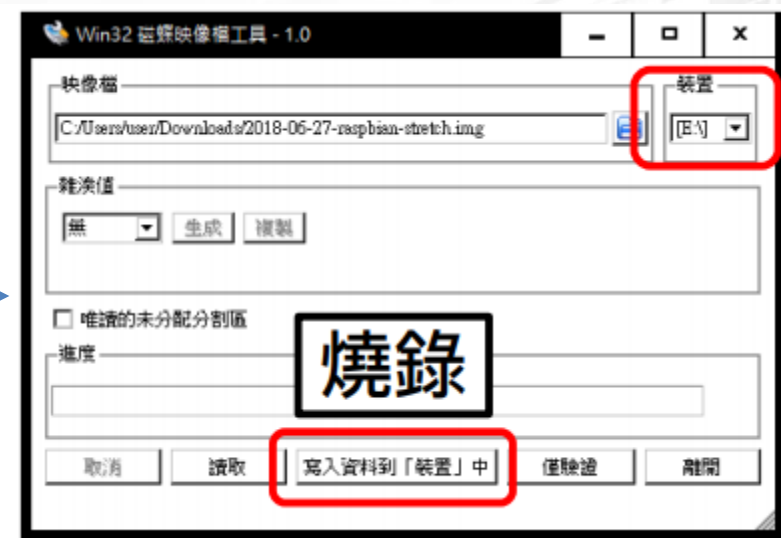 Win32 磁碟映像檔工具 - 1.0
映像檔
裝置
C:/Users/user/Downloads/2018-06-27-raspbian-stretch.img
[E:\]
雜湊值
無
生成
複製
唯讀的未分配分割區
燒錄
進度
取消
讀取
寫入資料到「裝置」中
僅驗證
離開